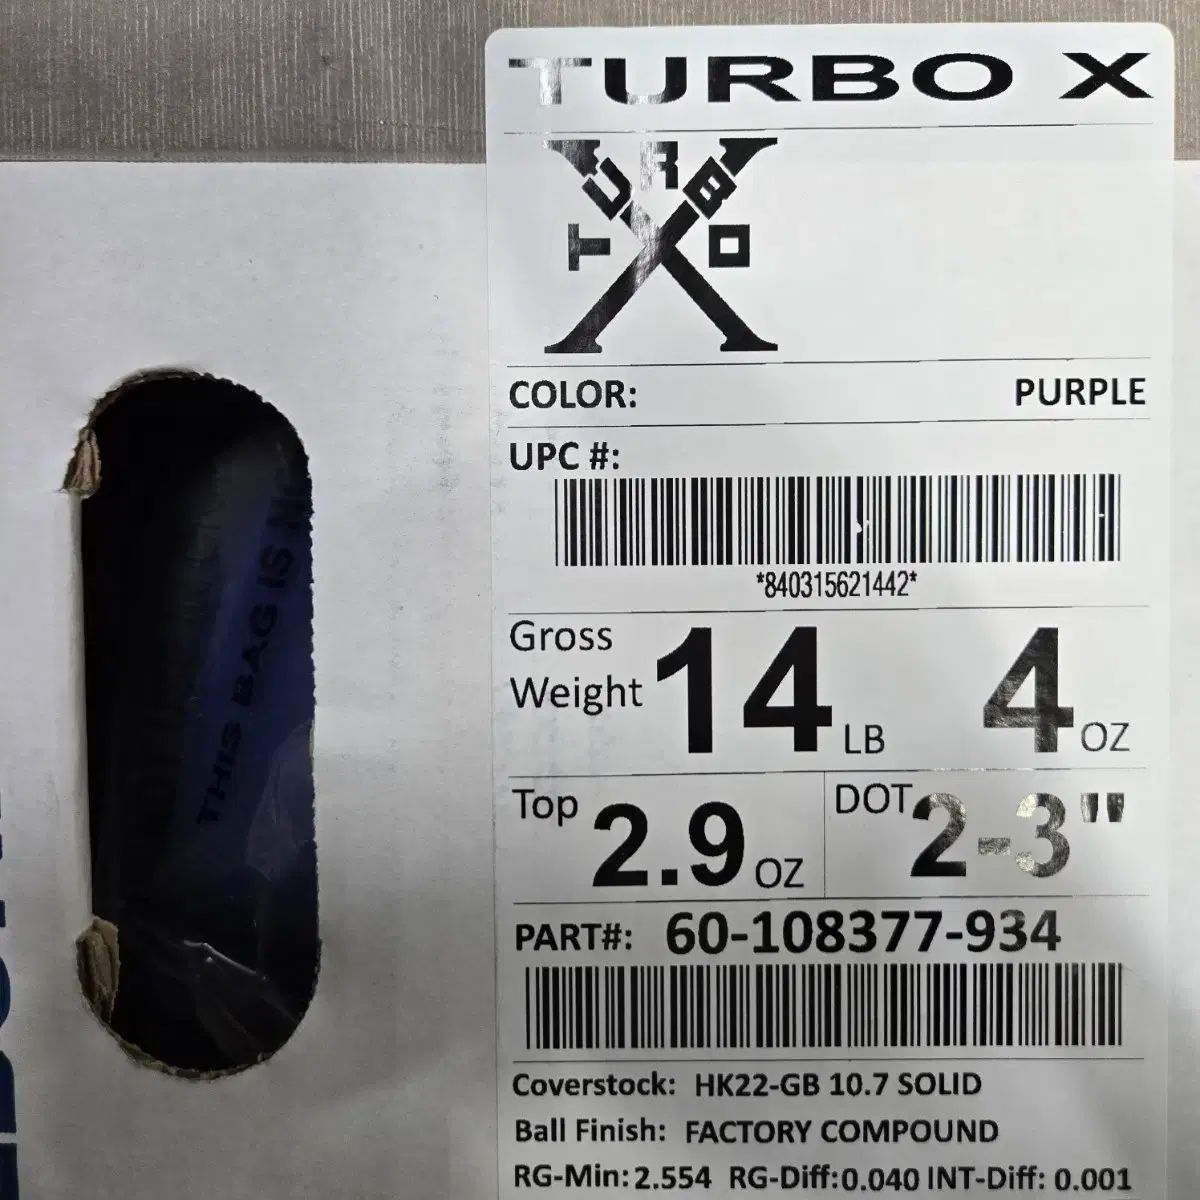 TURBO X
TURBO
COLOR: PURPLE
UPC #:
*840315621442*
Gross Weight 14 LB 4 OZ
Top 2.9 OZ DOT 2-3"
PART#: 60-108377-934
Coverstock: HK22-GB 10.7 SOLID
Ball Finish: FACTORY COMPOUND
RG-Min: 2.554 RG-Diff: 0.040 INT-Diff: 0.001
THIS BAG IS